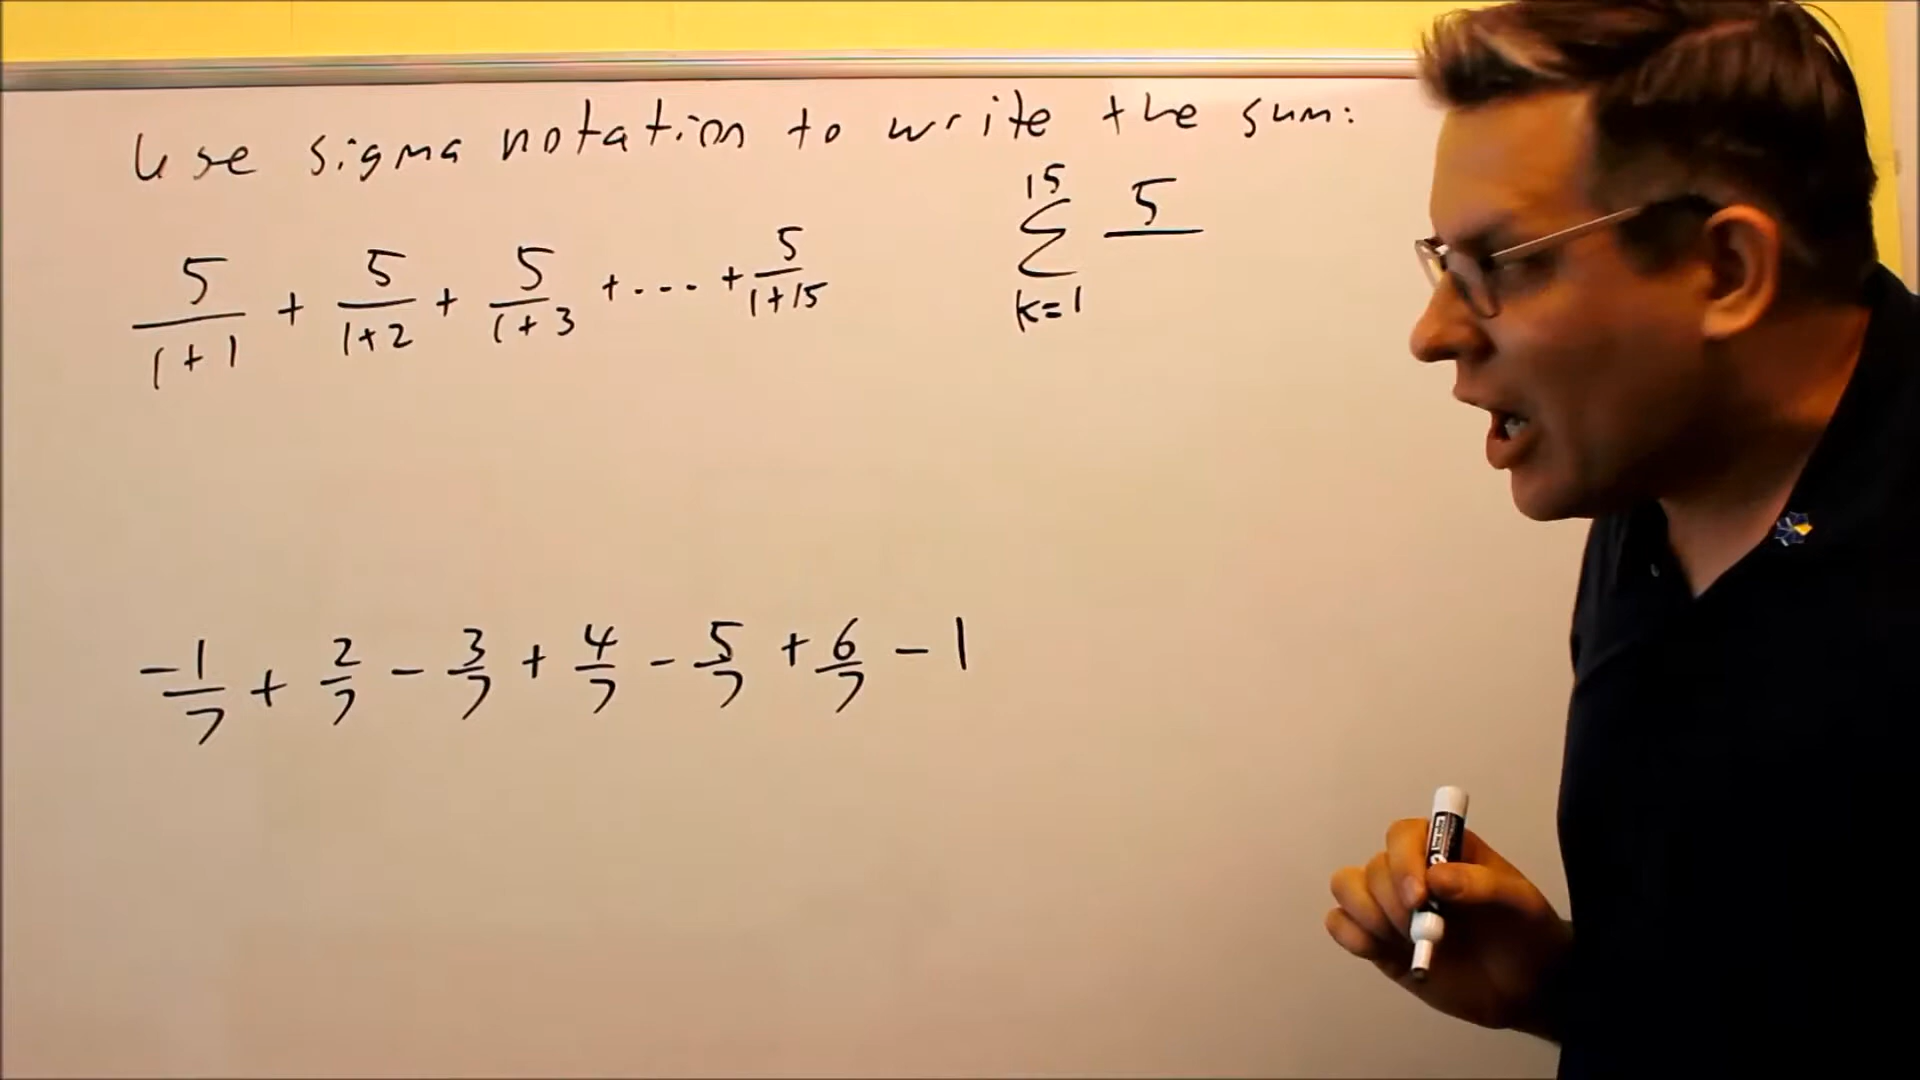 Use sigma notation to write the sum:
5/(1+1) + 5/(1+2) + 5/(1+3) + ... + 5/(1+15)
15 Σ k=1 5/
-1/7 + 2/7 - 3/7 + 4/7 - 5/7 + 6/7 - 1